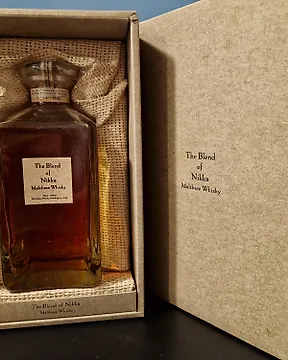 The Blend
of
Nikka
Maltbase Whisky
The Blend
of
Nikka
Maltbase Whisky
The Blend of Nikka
Maltbase Whisky